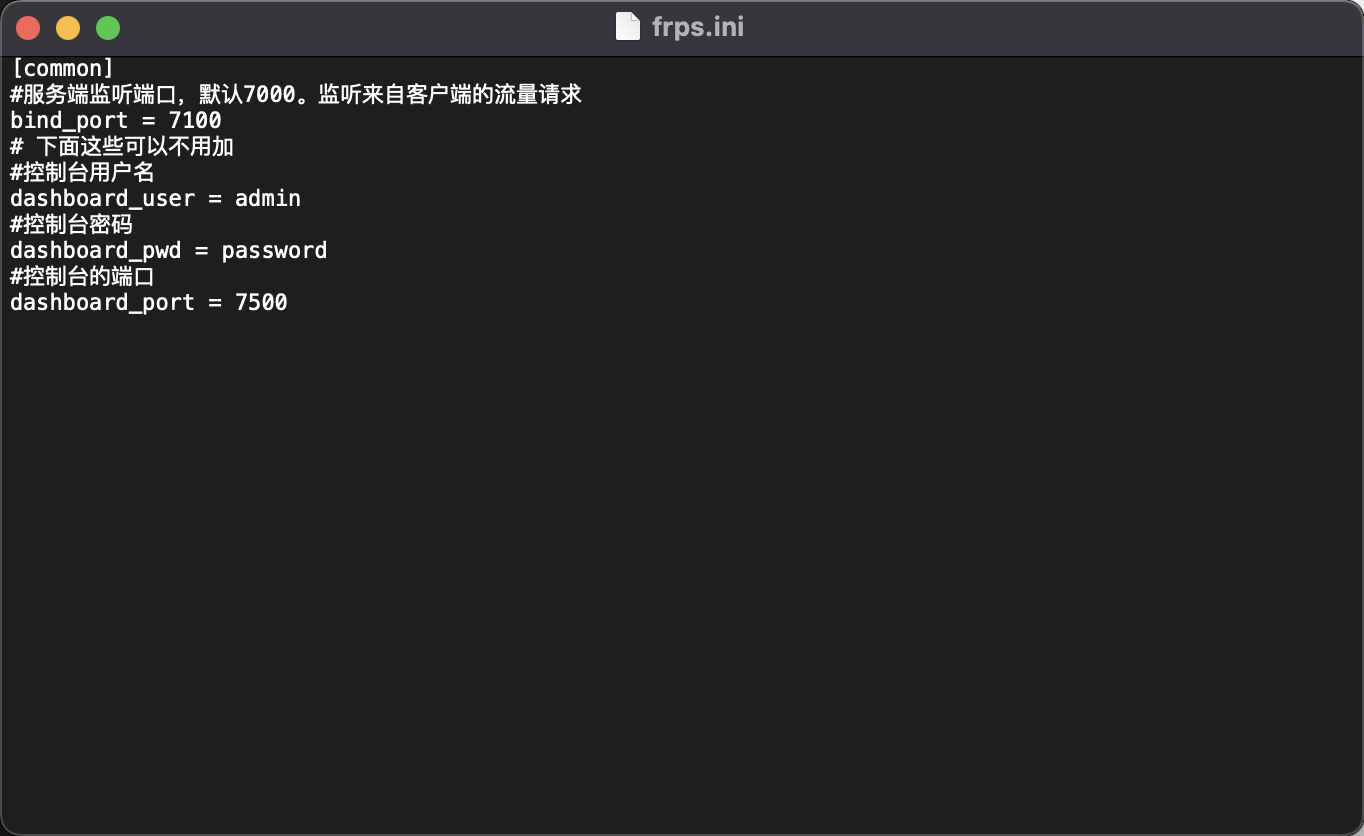 frps.ini
[common]
#服务端监听端口，默认7000。监听来自客户端的流量请求
bind_port = 7100
# 下面这些可以不用加
#控制台用户名
dashboard_user = admin
#控制台密码
dashboard_pwd = password
#控制台的端口
dashboard_port = 7500